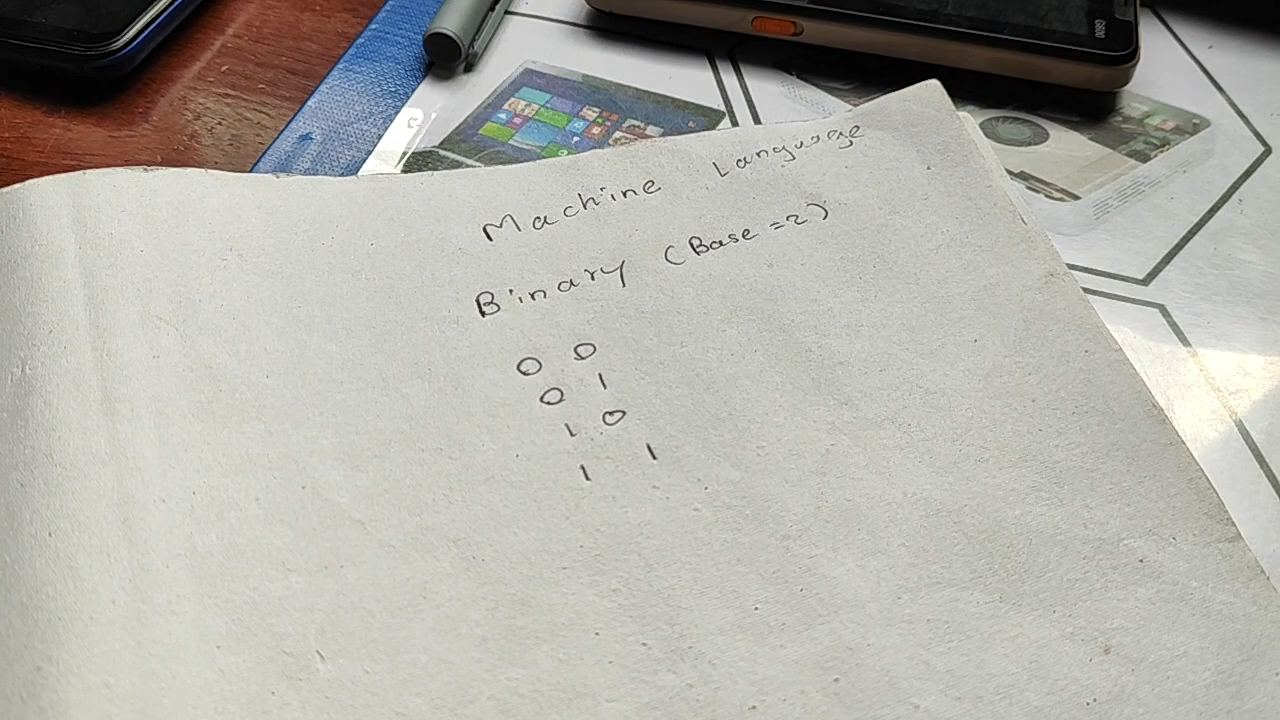 Machine Language
Binary (Base = 2)
0 0
0 1
1 0
1 1